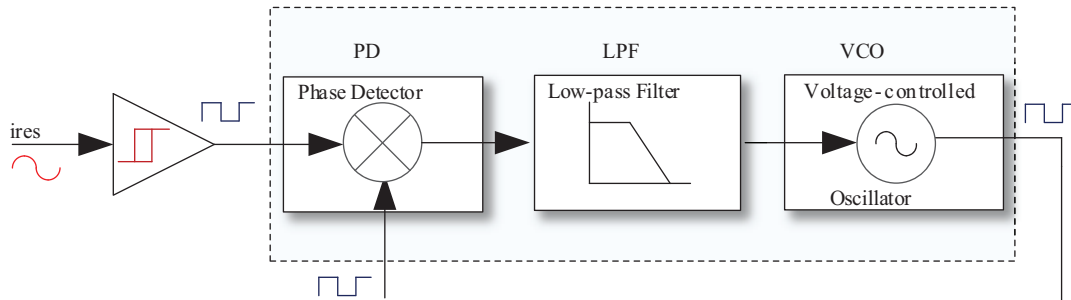 PD
LPF
VCO
Phase Detector
Low-pass Filter
Voltage-controlled
ires
Oscillator